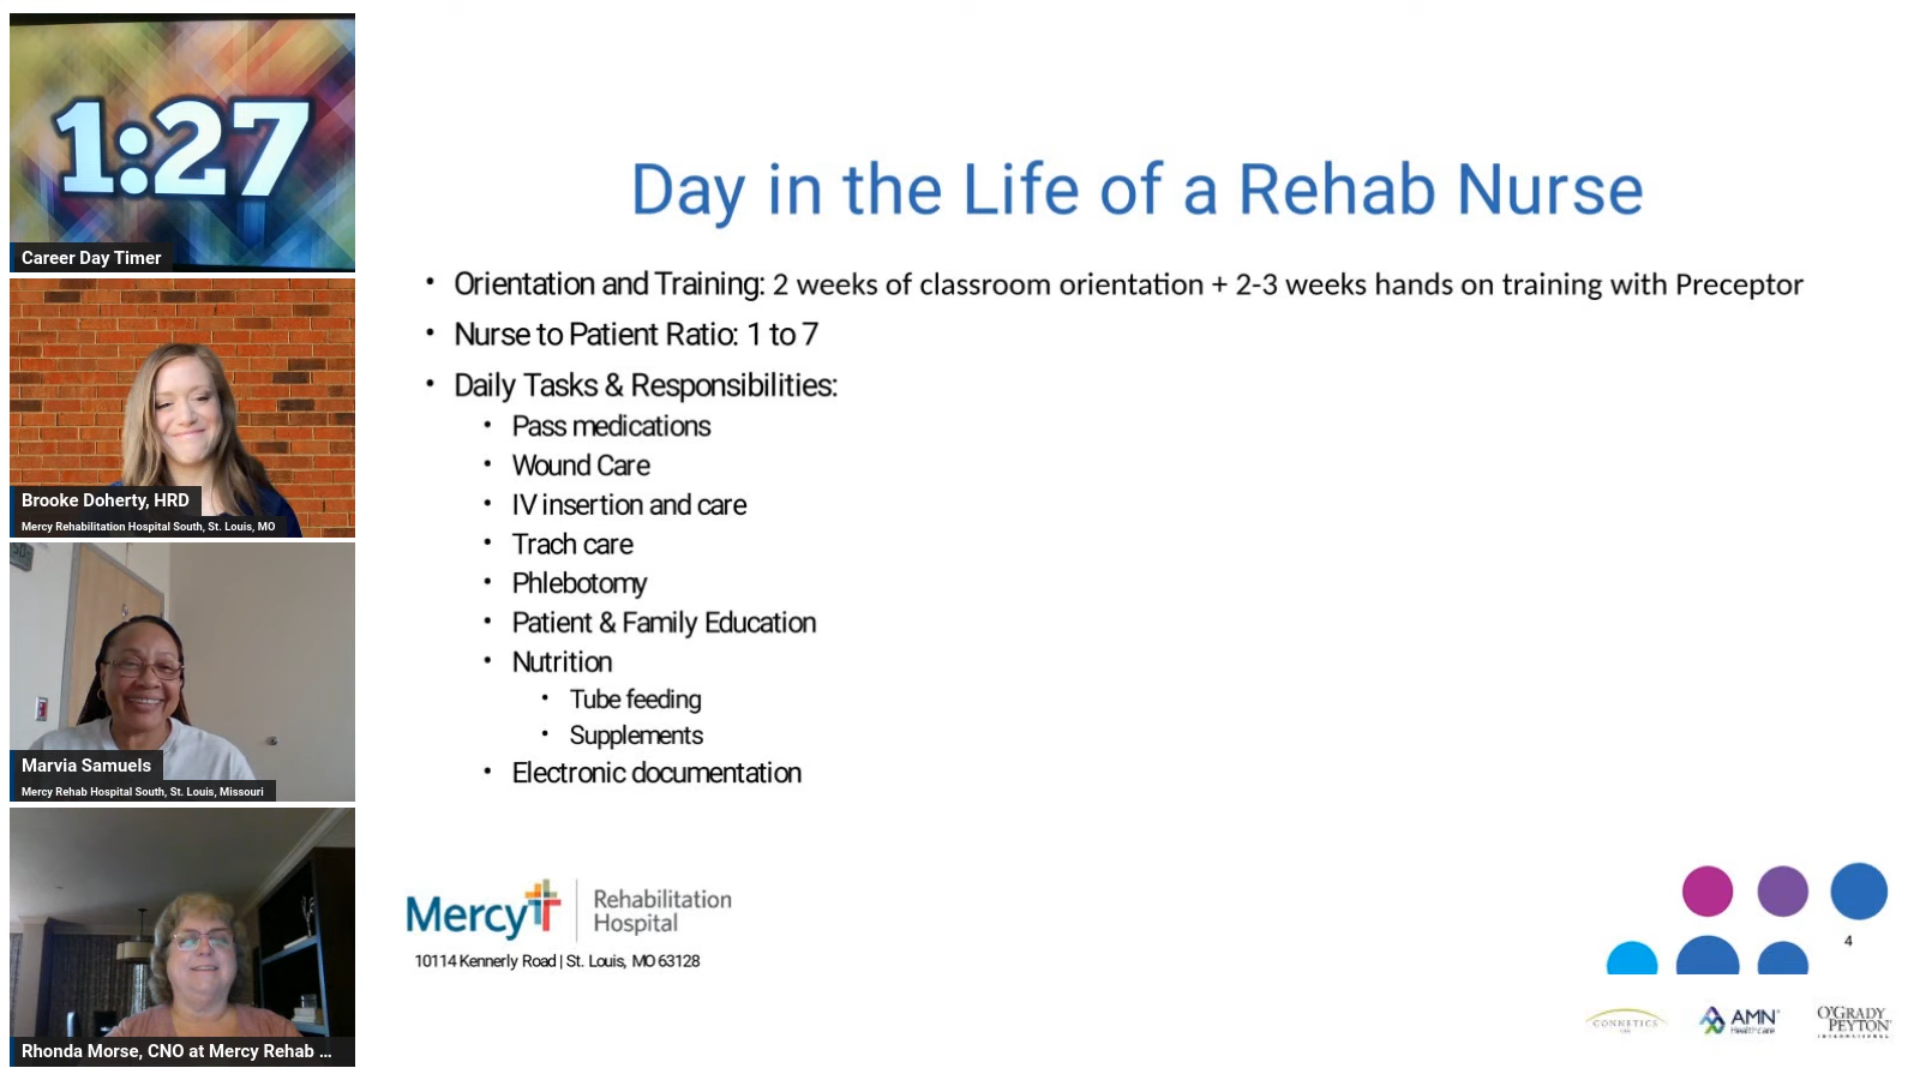 1:27
Career Day Timer
Brooke Doherty, HRD
Mercy Rehabilitation Hospital South, St. Louis, MO
Marvia Samuels
Mercy Rehab Hospital South, St. Louis, Missouri
Rhonda Morse, CNO at Mercy Rehab ...
Day in the Life of a Rehab Nurse
• Orientation and Training: 2 weeks of classroom orientation + 2-3 weeks hands on training with Preceptor
• Nurse to Patient Ratio: 1 to 7
• Daily Tasks & Responsibilities:
• Pass medications
• Wound Care
• IV insertion and care
• Trach care
• Phlebotomy
• Patient & Family Education
• Nutrition
• Tube feeding
• Supplements
• Electronic documentation
Mercy
Rehabilitation
Hospital
10114 Kennerly Road | St. Louis, MO 63128
4
CONNETICS
USA
AMN
Healthcare
O'GRADY
PEYTON
INTERNATIONAL